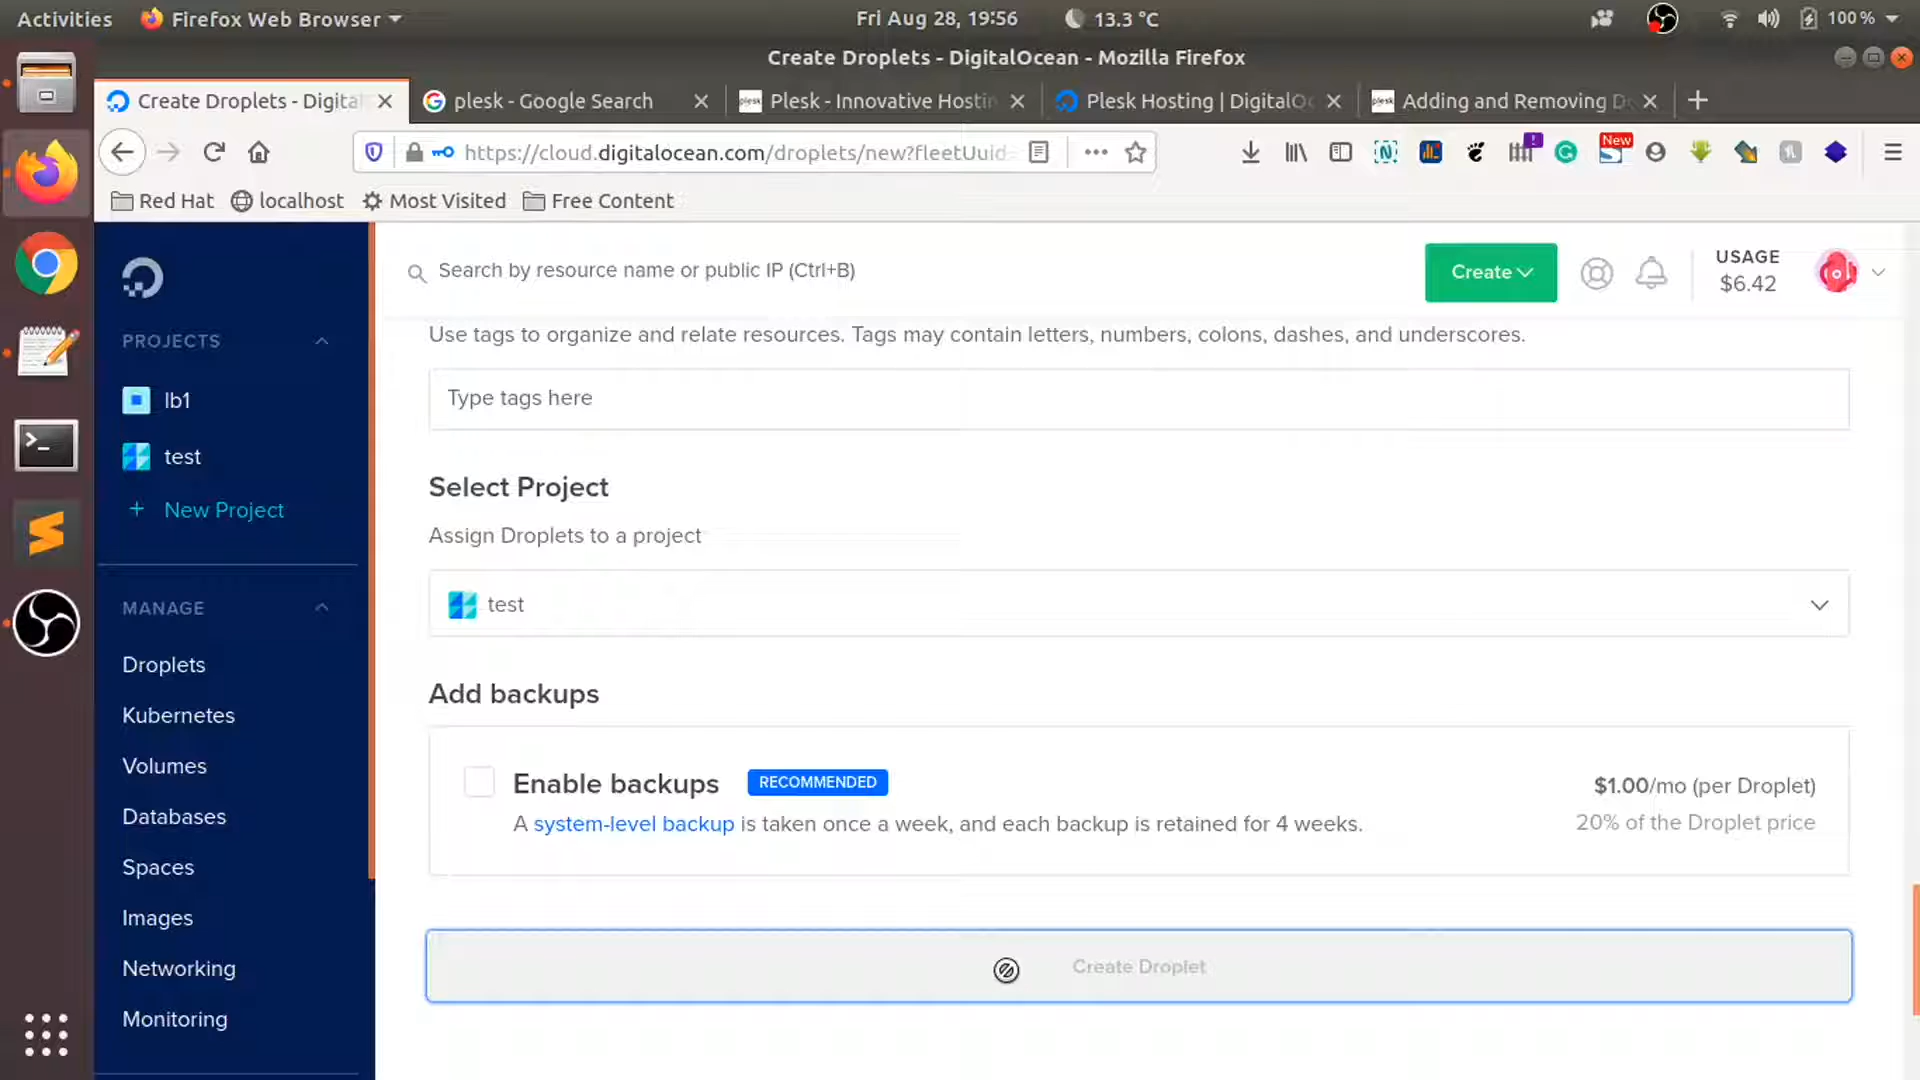 Activities
Firefox Web Browser
Fri Aug 28, 19:56
13.3 °C
100 %
Create Droplets - DigitalOcean - Mozilla Firefox
Create Droplets - Digita
plesk - Google Search
plesk
Plesk - Innovative Hostin
Plesk Hosting | DigitalOc
plesk
Adding and Removing Do
https://cloud.digitalocean.com/droplets/new?fleetUuid=
New
Red Hat
localhost
Most Visited
Free Content
Search by resource name or public IP (Ctrl+B)
Create
USAGE
$6.42
PROJECTS
lb1
test
+ New Project
MANAGE
Droplets
Kubernetes
Volumes
Databases
Spaces
Images
Networking
Monitoring
Use tags to organize and relate resources. Tags may contain letters, numbers, colons, dashes, and underscores.
Type tags here
Select Project
Assign Droplets to a project
test
Add backups
Enable backups
RECOMMENDED
$1.00/mo (per Droplet)
A system-level backup is taken once a week, and each backup is retained for 4 weeks.
20% of the Droplet price
Create Droplet